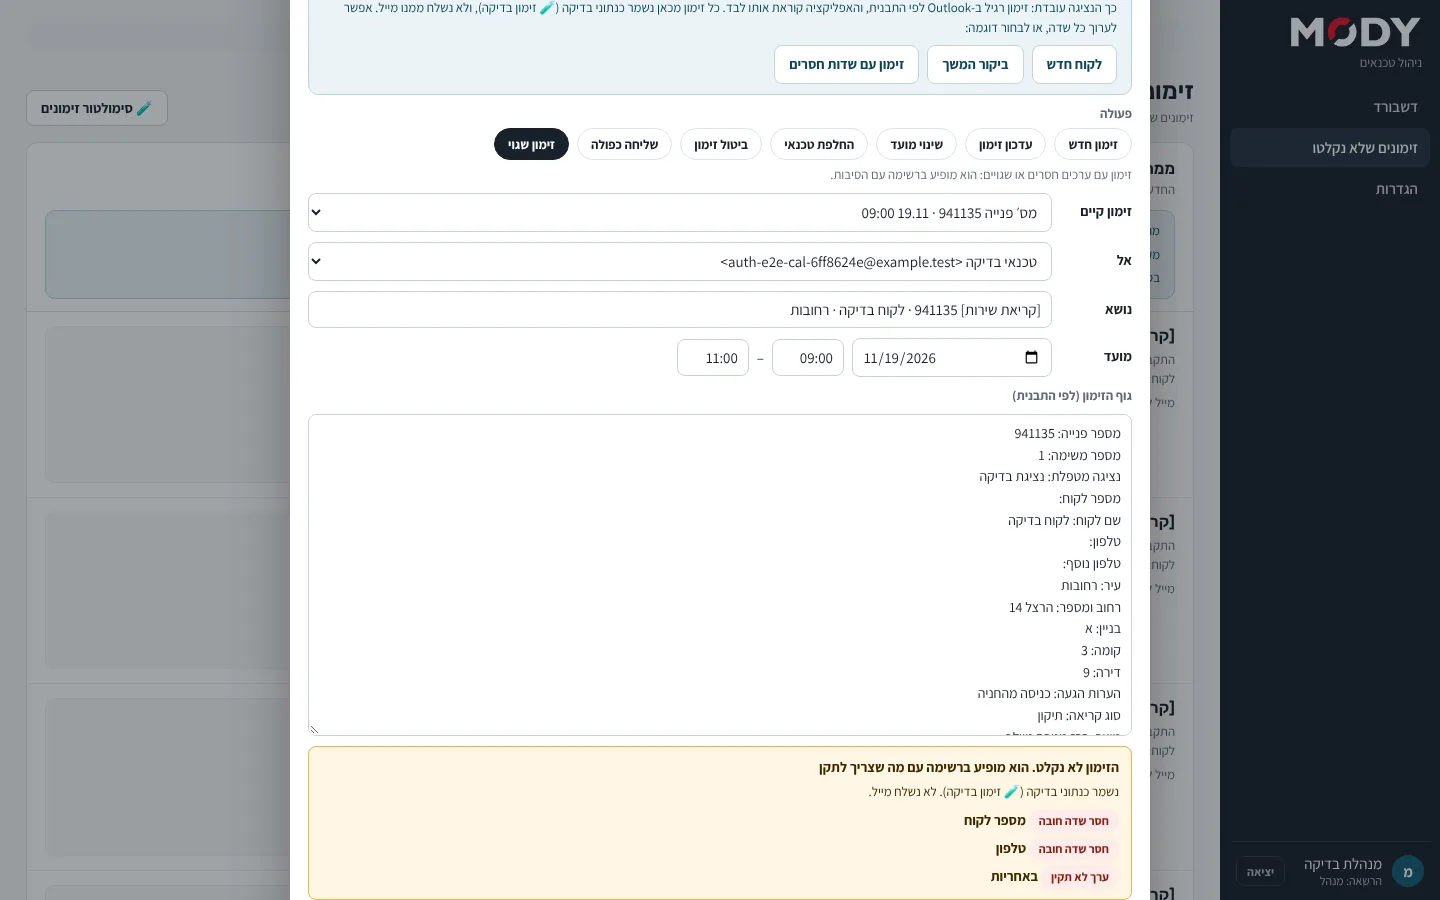 MODY
ניהול טכנאים
דשבורד
זימונים שלא נקלטו
הגדרות
מ
מנהלת בדיקה
הרשאה: מנהל
יציאה
🧪 סימולטור זימונים
כך הנציגה עובדת: זימון רגיל ב-Outlook לפי התבנית, והאפליקציה קוראת אותו לבד. כל זימון מכאן נשמר כנתוני בדיקה (🧪 זימון בדיקה), ולא נשלח ממנו מייל. אפשר
לערוך כל שדה, או לבחור דוגמה:
לקוח חדש
ביקור המשך
זימון עם שדות חסרים
פעולה
זימון חדש
עדכון זימון
שינוי מועד
החלפת טכנאי
ביטול זימון
שליחה כפולה
זימון שגוי
זימון עם ערכים חסרים או שגויים: הוא מופיע ברשימה עם הסיבות.
זימון קיים
מס׳ פנייה 941135 · 19.11 09:00
אל
טכנאי בדיקה <auth-e2e-cal-6ff8624e@example.test>
נושא
[קריאת שירות] 941135 · לקוח בדיקה · רחובות
מועד
11/19/2026
09:00
–
11:00
גוף הזימון (לפי התבנית)
מספר פנייה: 941135
מספר משימה: 1
נציגה מטפלת: נציגת בדיקה
מספר לקוח:
שם לקוח: לקוח בדיקה
טלפון:
טלפון נוסף:
עיר: רחובות
רחוב ומספר: הרצל 14
בניין: א
קומה: 3
דירה: 9
הערות הגעה: כניסה מהחניה
סוג קריאה: תיקון
הזימון לא נקלט. הוא מופיע ברשימה עם מה שצריך לתקן
נשמר כנתוני בדיקה (🧪 זימון בדיקה). לא נשלח מייל.
חסר שדה חובה מספר לקוח
חסר שדה חובה טלפון
ערך לא תקין באחריות